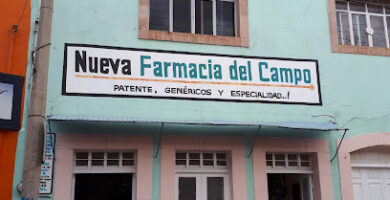 Nueva Farmacia del Campo
PATENTE, GENÉRICOS Y ESPECIALIDAD..!